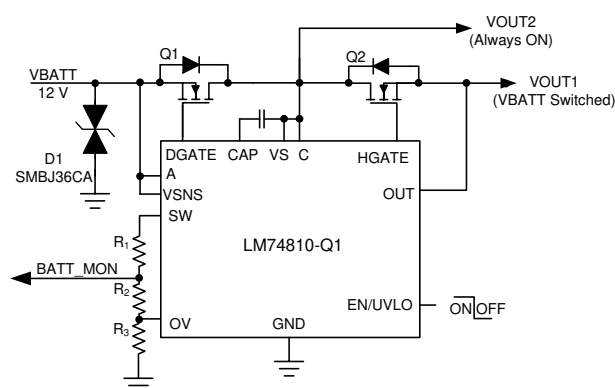 VOUT2
(Always ON)
Q1
Q2
VBATT
12 V
VOUT1
(VBATT Switched)
D1
SMBJ36CA
DGATE
CAP
VS
C
HGATE
A
VSNS
SW
OUT
R1
LM74810-Q1
BATT_MON
R2
EN/UVLO
ON OFF
R3
OV
GND